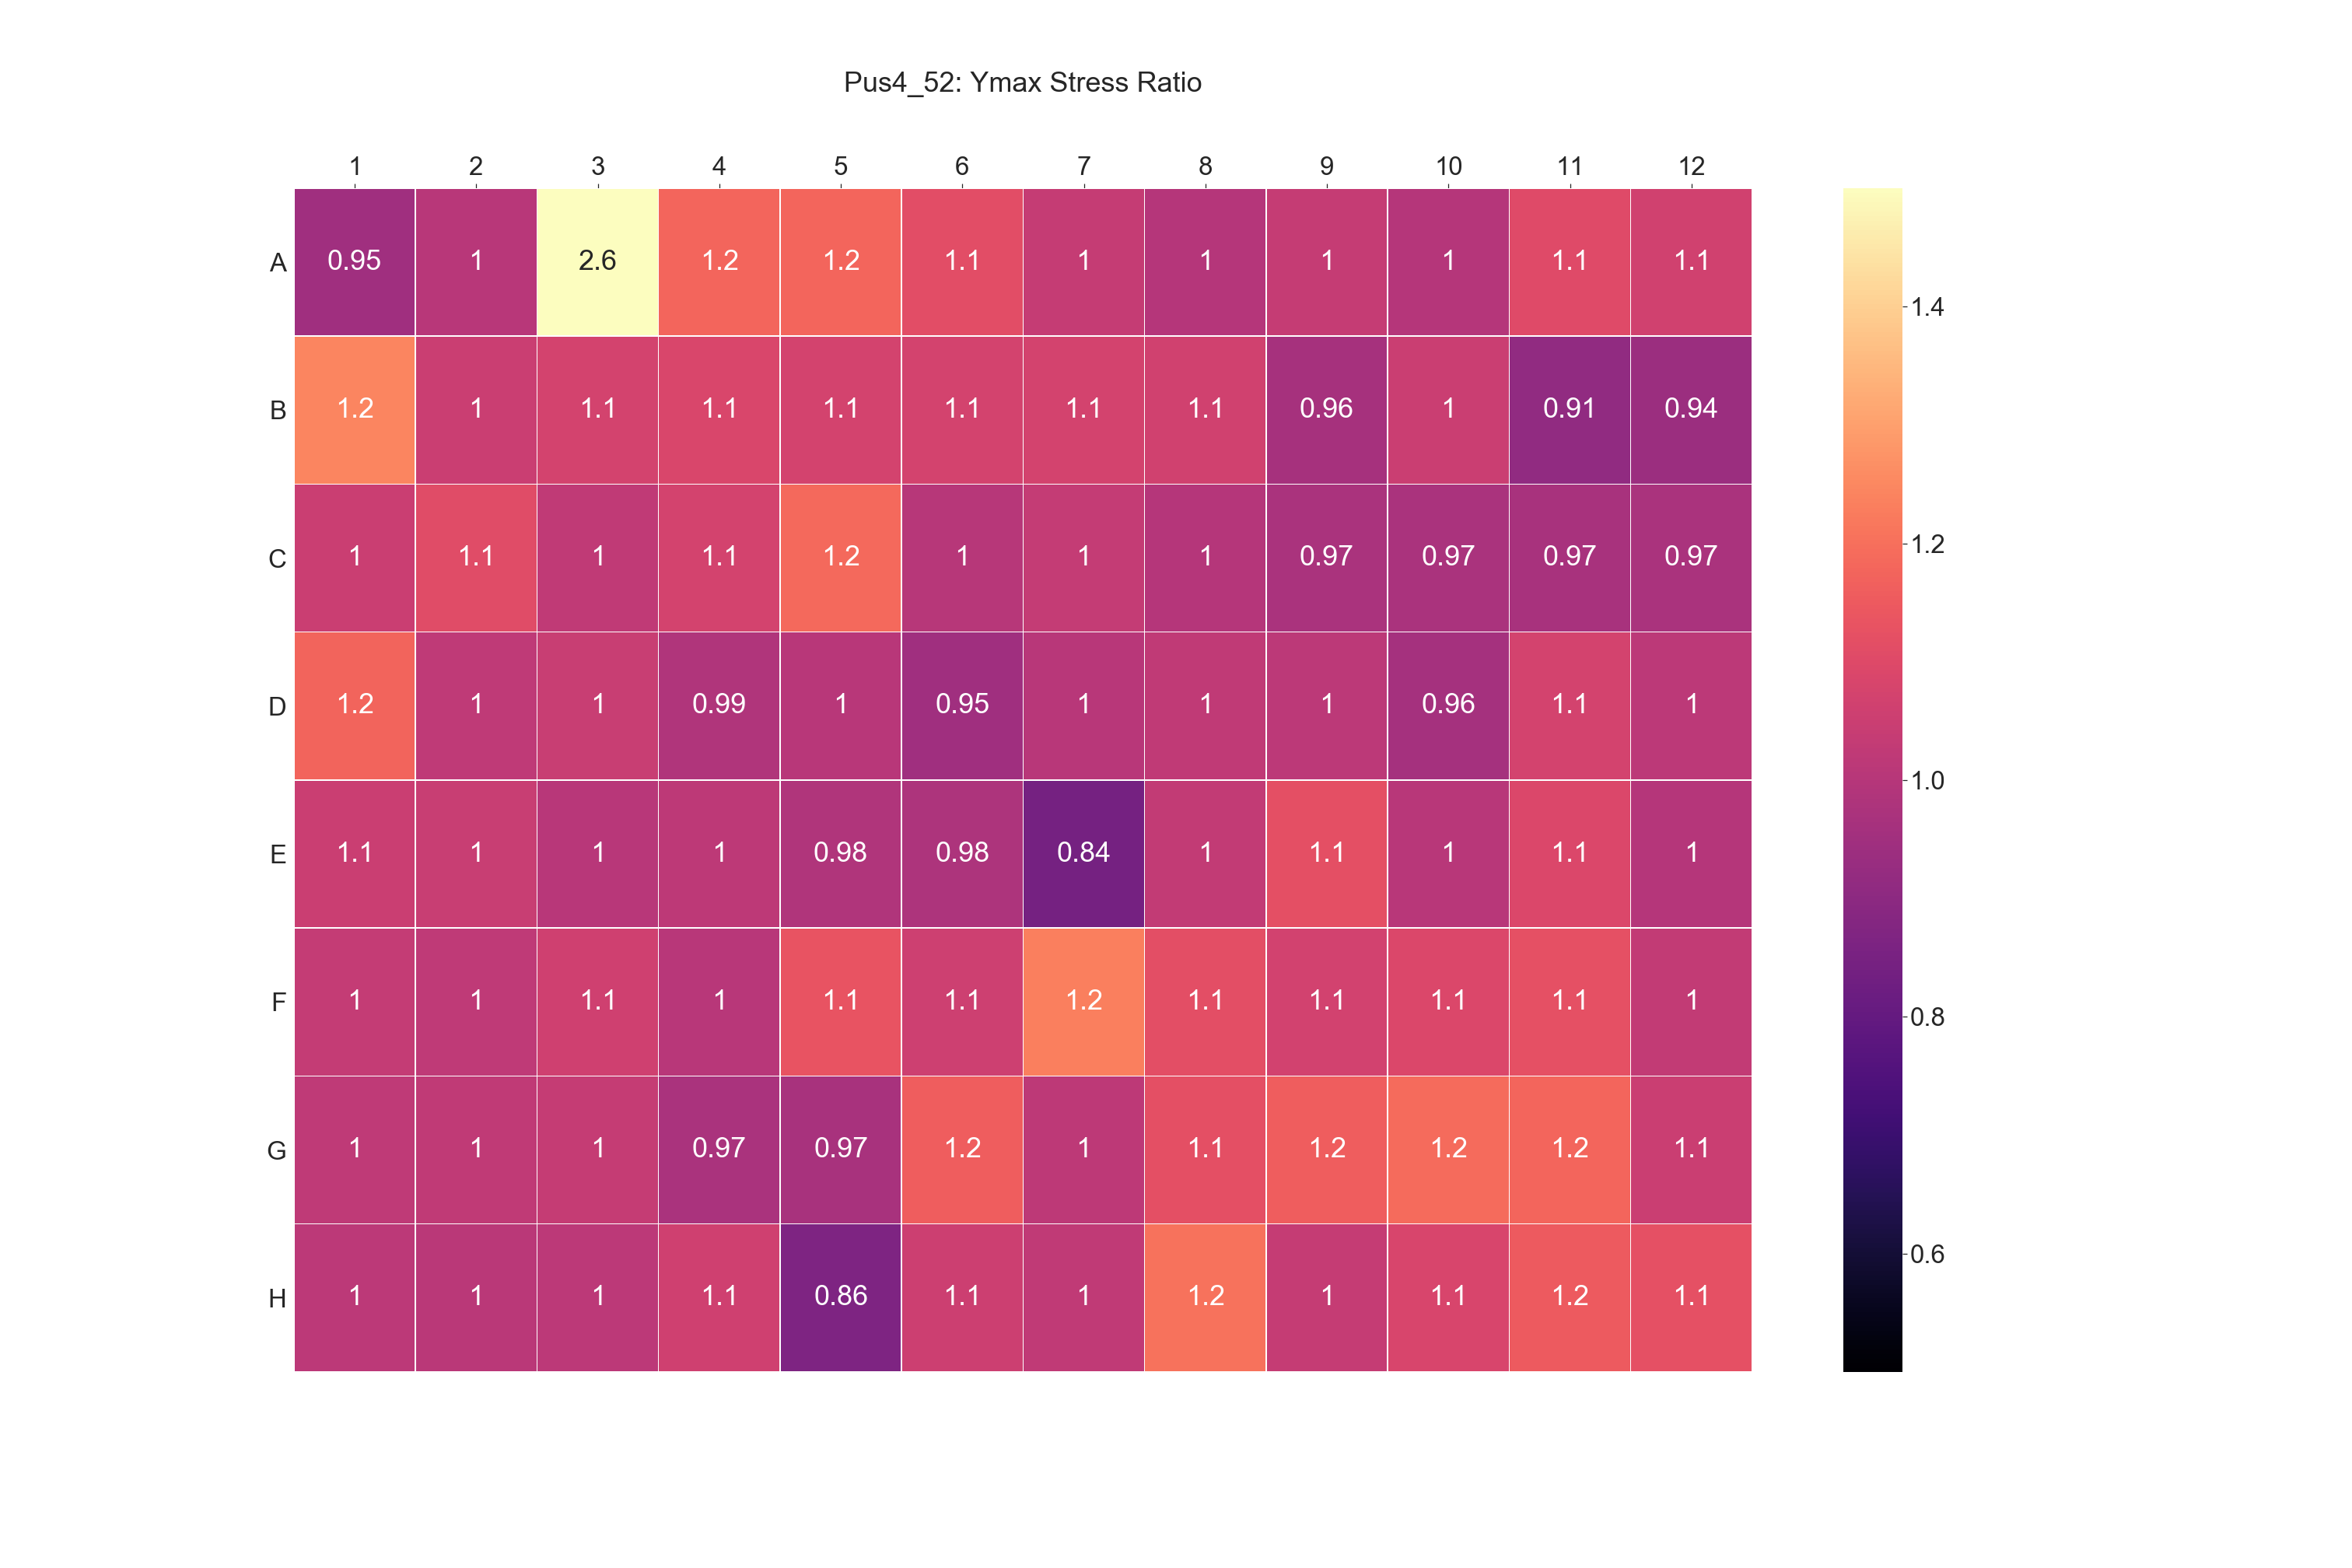 Pus4_52: Ymax Stress Ratio
1 2 3 4 5 6 7 8 9 10 11 12
A 0.95 1 2.6 1.2 1.2 1.1 1 1 1 1 1.1 1.1
B 1.2 1 1.1 1.1 1.1 1.1 1.1 1.1 0.96 1 0.91 0.94
C 1 1.1 1 1.1 1.2 1 1 1 0.97 0.97 0.97 0.97
D 1.2 1 1 0.99 1 0.95 1 1 1 0.96 1.1 1
E 1.1 1 1 1 0.98 0.98 0.84 1 1.1 1 1.1 1
F 1 1 1.1 1 1.1 1.1 1.2 1.1 1.1 1.1 1.1 1
G 1 1 1 0.97 0.97 1.2 1 1.1 1.2 1.2 1.2 1.1
H 1 1 1 1.1 0.86 1.1 1 1.2 1 1.1 1.2 1.1
1.4
1.2
1.0
0.8
0.6